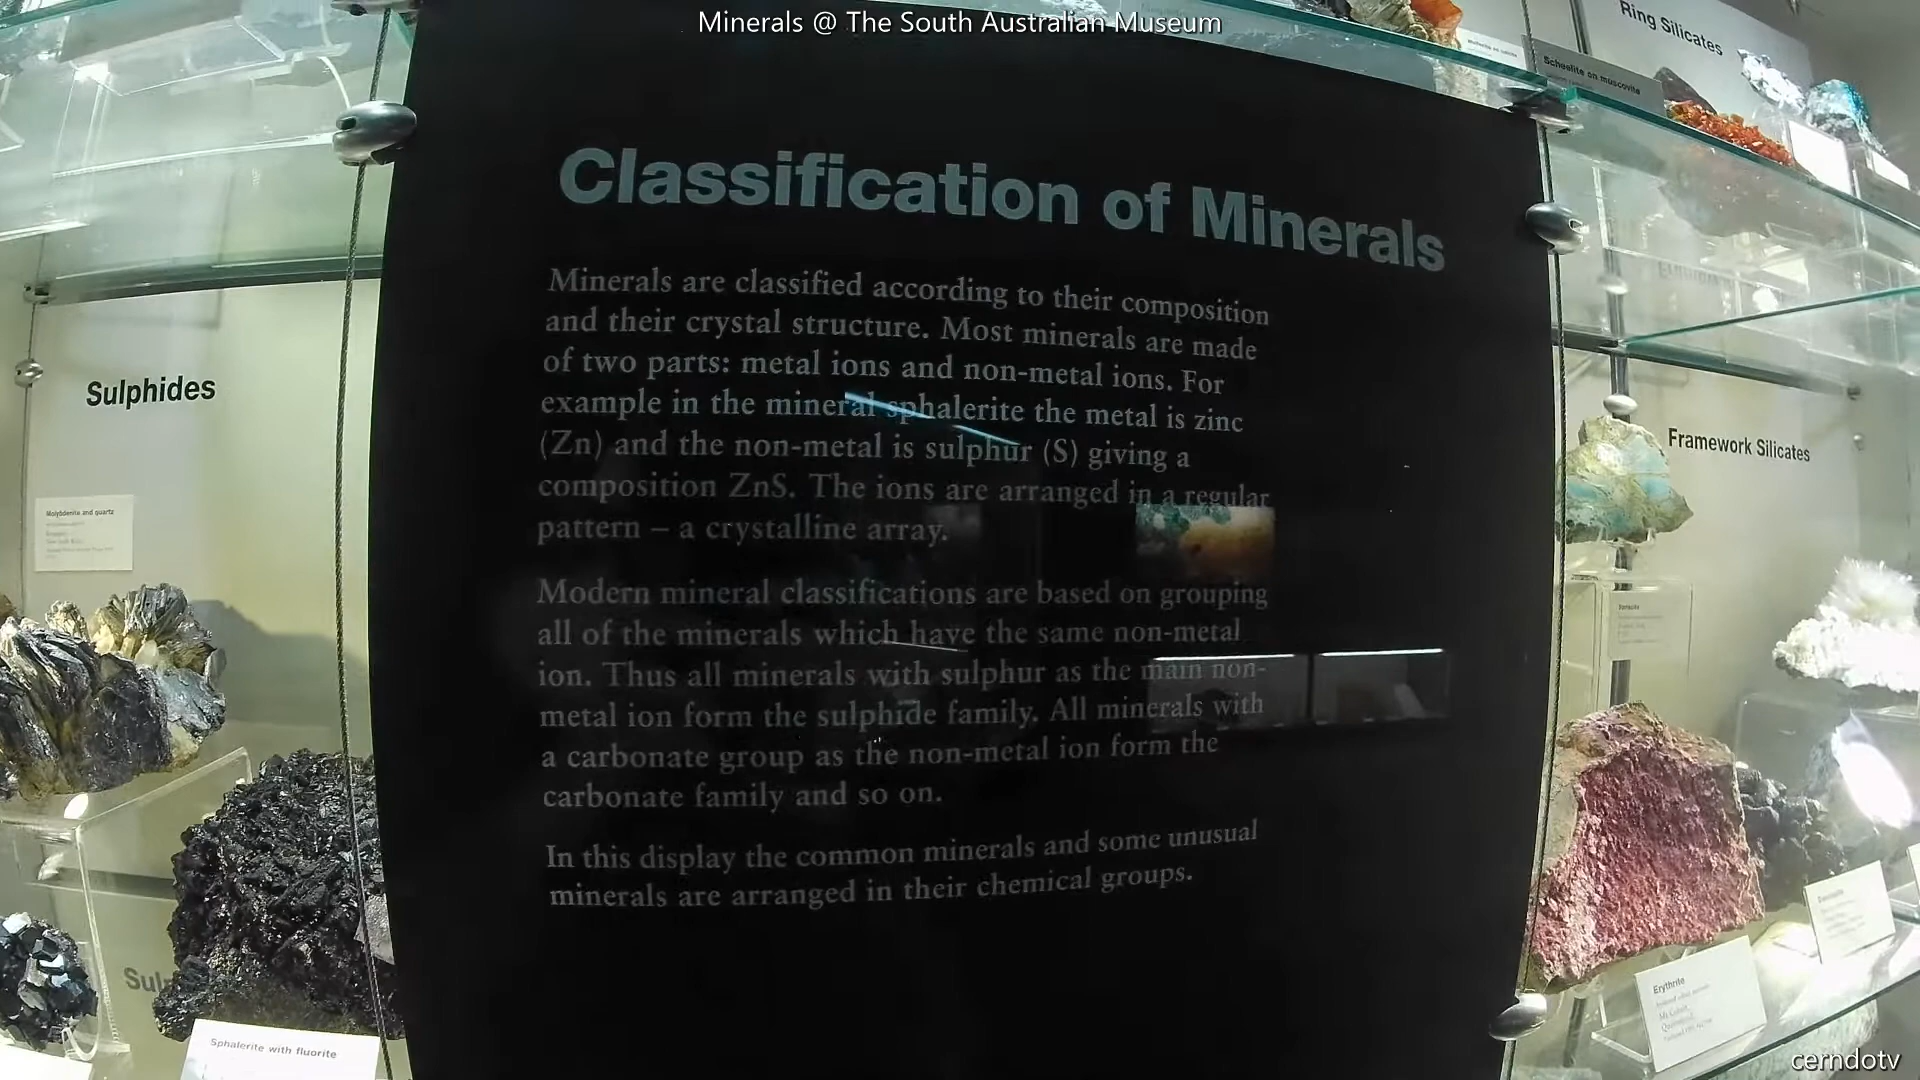 Minerals @ The South Australian Museum
Ring Silicates
Scheelite on muscovite
Classification of Minerals
Minerals are classified according to their composition
and their crystal structure. Most minerals are made
of two parts: metal ions and non-metal ions. For
example in the mineral sphalerite the metal is zinc
(Zn) and the non-metal is sulphur (S) giving a
composition ZnS. The ions are arranged in a regular
pattern – a crystalline array.
Modern mineral classifications are based on grouping
all of the minerals which have the same non-metal
ion. Thus all minerals with sulphur as the main non-
metal ion form the sulphide family. All minerals with
a carbonate group as the non-metal ion form the
carbonate family and so on.
In this display the common minerals and some unusual
minerals are arranged in their chemical groups.
Sulphides
Molybdenite and quartz
Sphalerite with fluorite
Framework Silicates
Erythrite
cerndotv